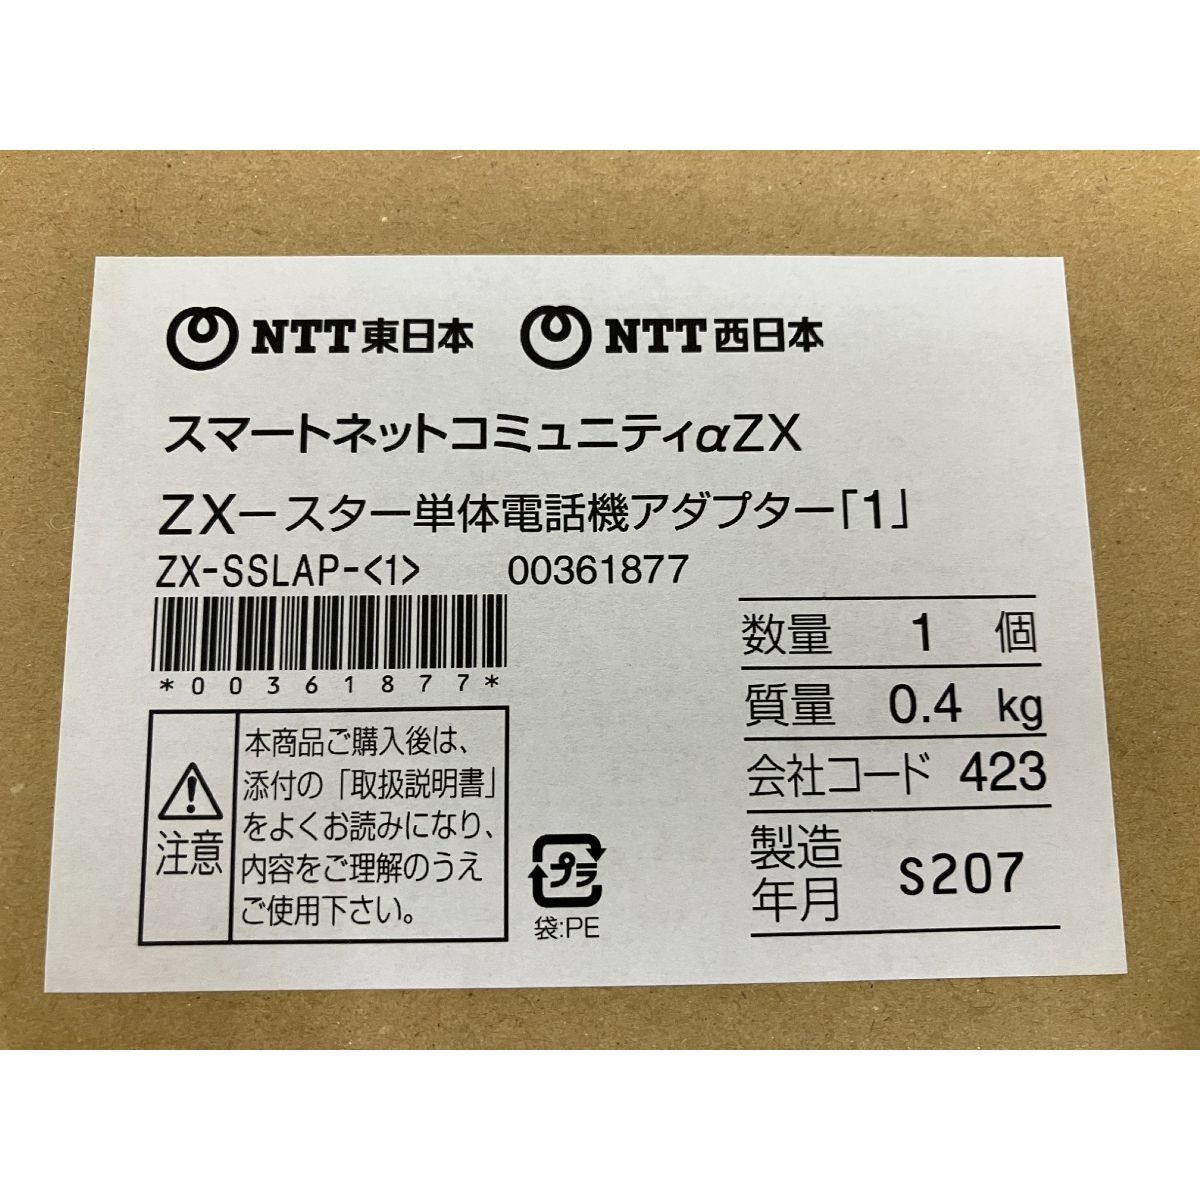 NTT東日本 NTT西日本
スマートネットコミュニティαZX
ZX－スター単体電話機アダプター「1」
ZX-SSLAP-<1> 00361877
*00361877*
数量 1 個
質量 0.4 kg
会社コード 423
製造年月 S207
注意
本商品ご購入後は、
添付の「取扱説明書」
をよくお読みになり、
内容をご理解のうえ
ご使用下さい。
プラ
袋:PE